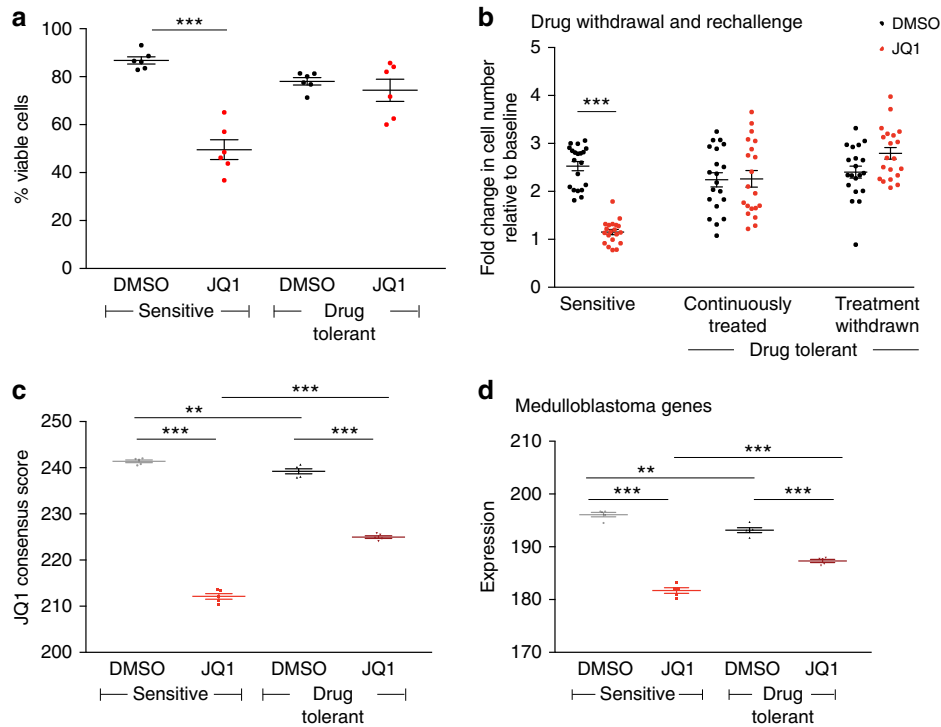 a
% viable cells
100
80
60
40
20
0
***
DMSO JQ1 DMSO JQ1
Sensitive Drug
tolerant
b
Drug withdrawal and rechallenge
DMSO
JQ1
Fold change in cell number
relative to baseline
5
4
3
2
1
0
***
Sensitive Continuously Treatment
treated withdrawn
Drug tolerant
c
JQ1 consensus score
250
240
225
210
200
***
**
*** ***
DMSO JQ1 DMSO JQ1
Sensitive Drug
tolerant
d
Medulloblastoma genes
Expression
210
200
190
180
170
***
**
*** ***
DMSO JQ1 DMSO JQ1
Sensitive Drug
tolerant